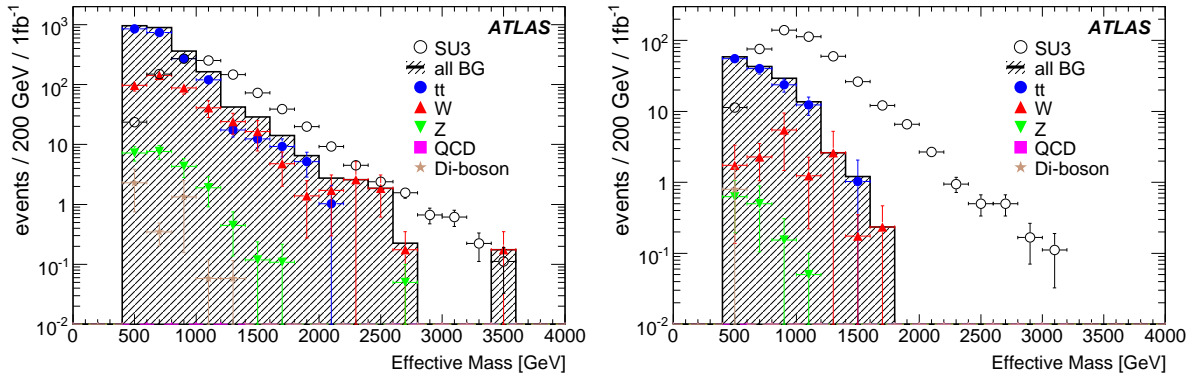 events / 200 GeV / 1fb⁻¹
10³
10²
10
1
10⁻¹
10⁻²
ATLAS
SU3
all BG
tt
W
Z
QCD
Di-boson
0 500 1000 1500 2000 2500 3000 3500 4000
Effective Mass [GeV]
events / 200 GeV / 1fb⁻¹
10²
10
1
10⁻¹
10⁻²
ATLAS
SU3
all BG
tt
W
Z
QCD
Di-boson
0 500 1000 1500 2000 2500 3000 3500 4000
Effective Mass [GeV]